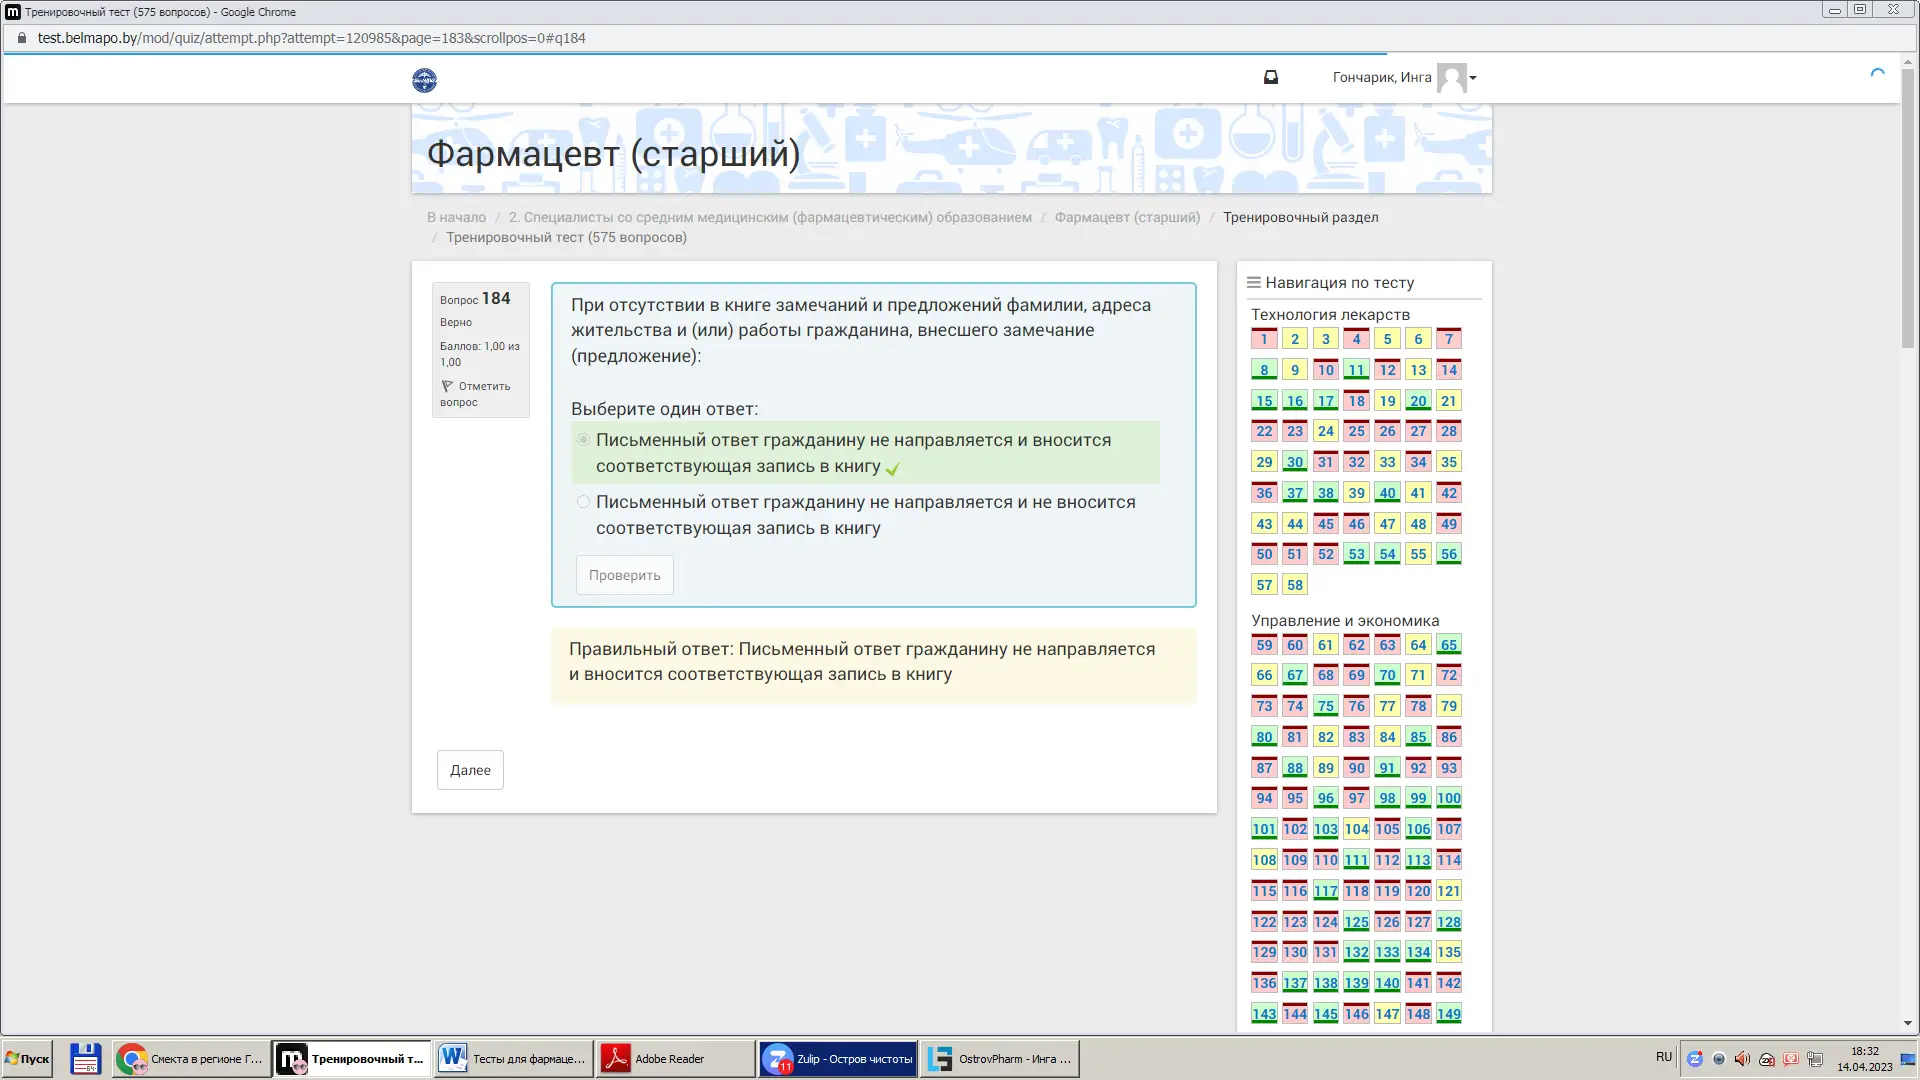 Тренировочный тест (575 вопросов) - Google Chrome
test.belmapo.by/mod/quiz/attempt.php?attempt=120985&page=183&scrollpos=0#q184
Гончарик, Инга
Фармацевт (старший)
В начало / 2. Специалисты со средним медицинским (фармацевтическим) образованием / Фармацевт (старший) / Тренировочный раздел
/ Тренировочный тест (575 вопросов)
Вопрос 184
Верно
Баллов: 1,00 из
1,00
Отметить
вопрос
При отсутствии в книге замечаний и предложений фамилии, адреса
жительства и (или) работы гражданина, внесшего замечание
(предложение):
Выберите один ответ:
Письменный ответ гражданину не направляется и вносится
соответствующая запись в книгу
Письменный ответ гражданину не направляется и не вносится
соответствующая запись в книгу
Проверить
Правильный ответ: Письменный ответ гражданину не направляется
и вносится соответствующая запись в книгу
Далее
Навигация по тесту
Технология лекарств
1 2 3 4 5 6 7
8 9 10 11 12 13 14
15 16 17 18 19 20 21
22 23 24 25 26 27 28
29 30 31 32 33 34 35
36 37 38 39 40 41 42
43 44 45 46 47 48 49
50 51 52 53 54 55 56
57 58
Управление и экономика
59 60 61 62 63 64 65
66 67 68 69 70 71 72
73 74 75 76 77 78 79
80 81 82 83 84 85 86
87 88 89 90 91 92 93
94 95 96 97 98 99 100
101 102 103 104 105 106 107
108 109 110 111 112 113 114
115 116 117 118 119 120 121
122 123 124 125 126 127 128
129 130 131 132 133 134 135
136 137 138 139 140 141 142
143 144 145 146 147 148 149
Пуск
Смекта в регионе Г...
Тренировочный т...
Тесты для фармаце...
Adobe Reader
Zulip - Остров чистоты
11
OstrovPharm - Инга ...
RU
18:32
14.04.2023